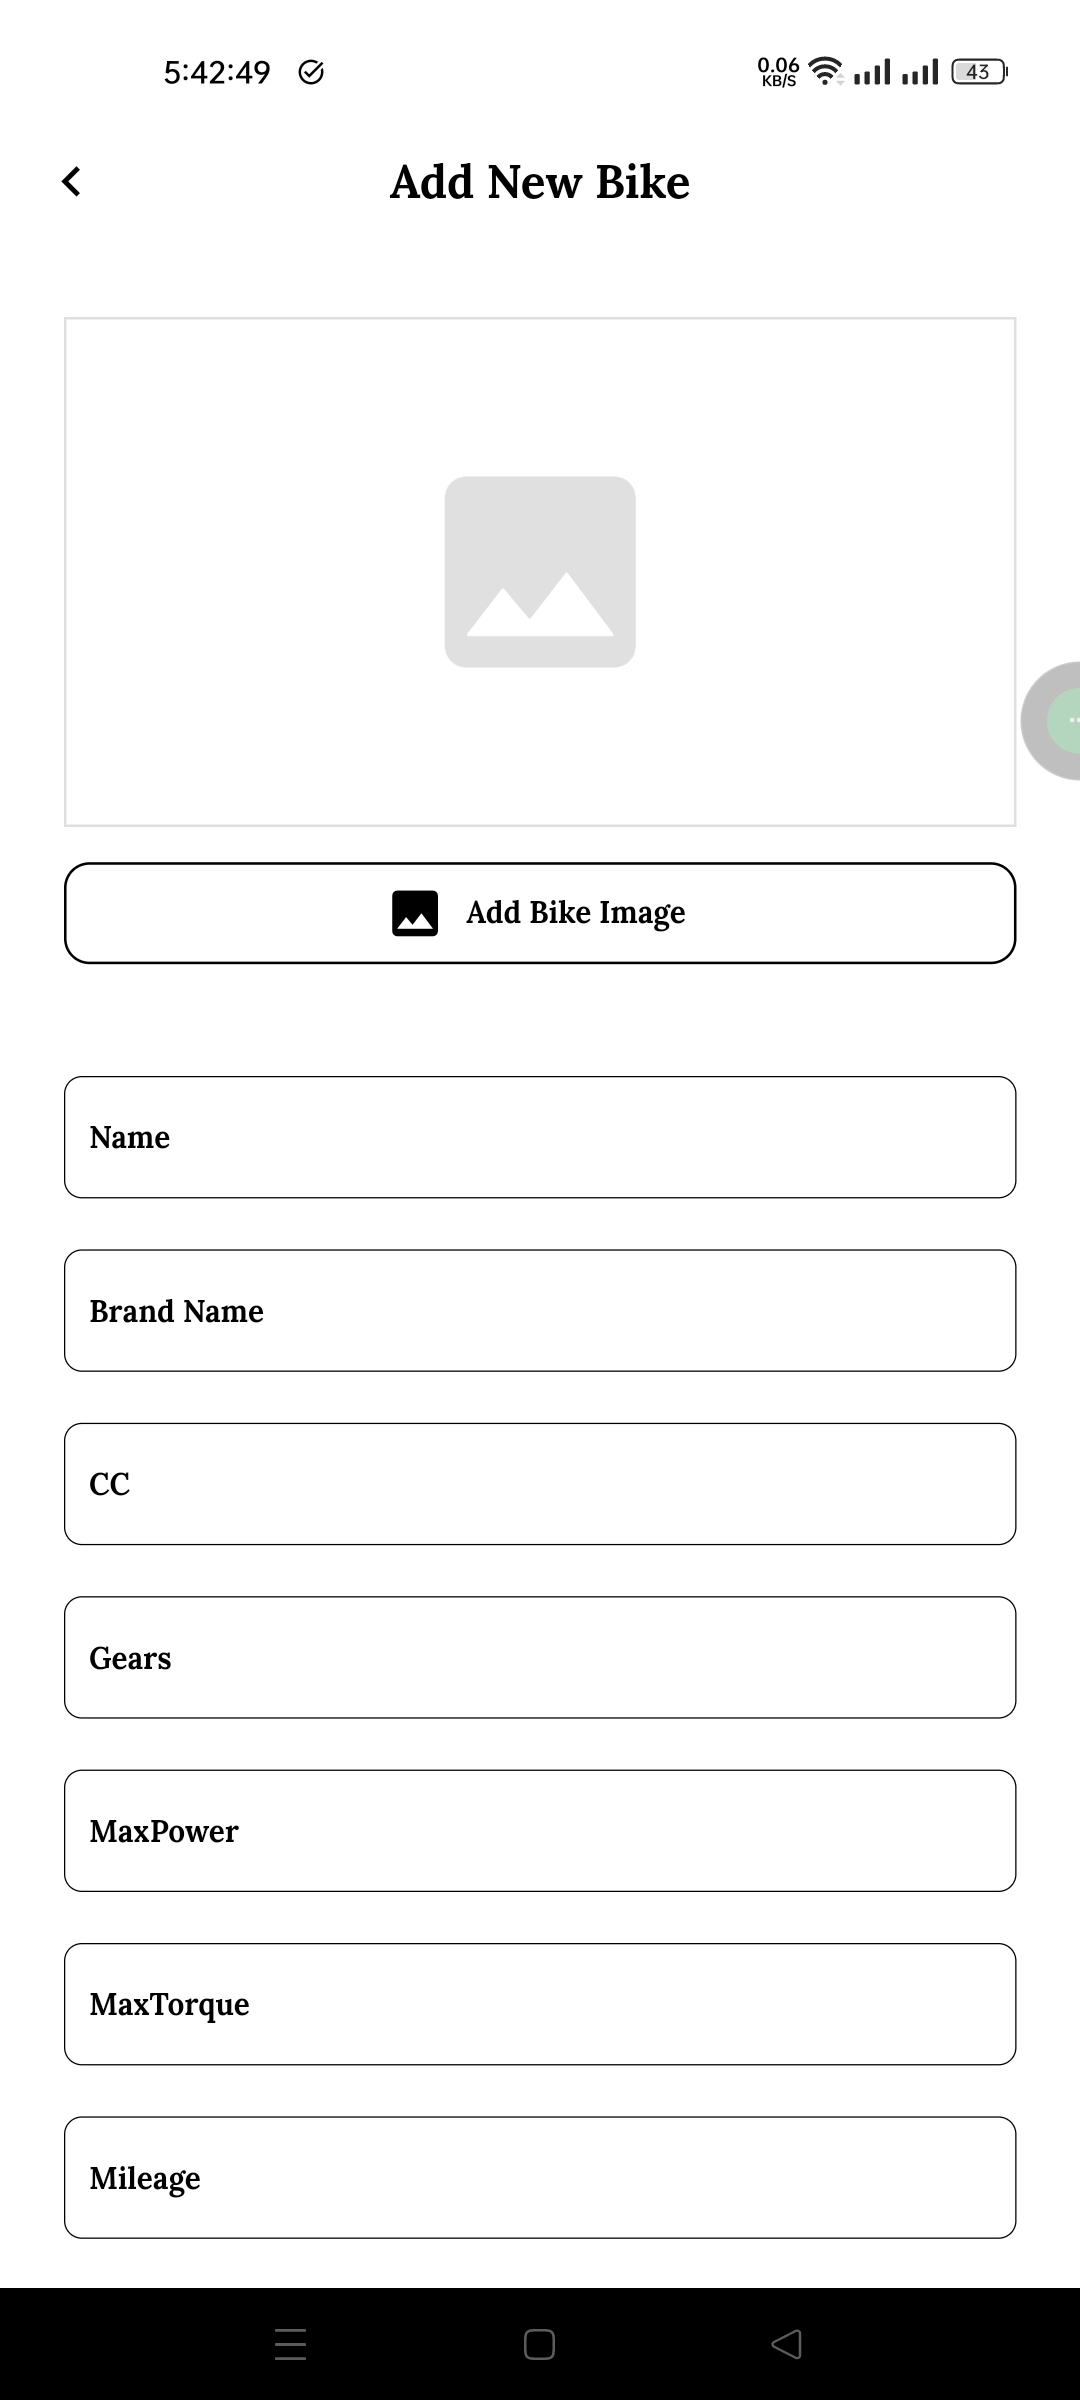 5:42:49
0.06
KB/S
43
Add New Bike
Add Bike Image
Name
Brand Name
CC
Gears
MaxPower
MaxTorque
Mileage